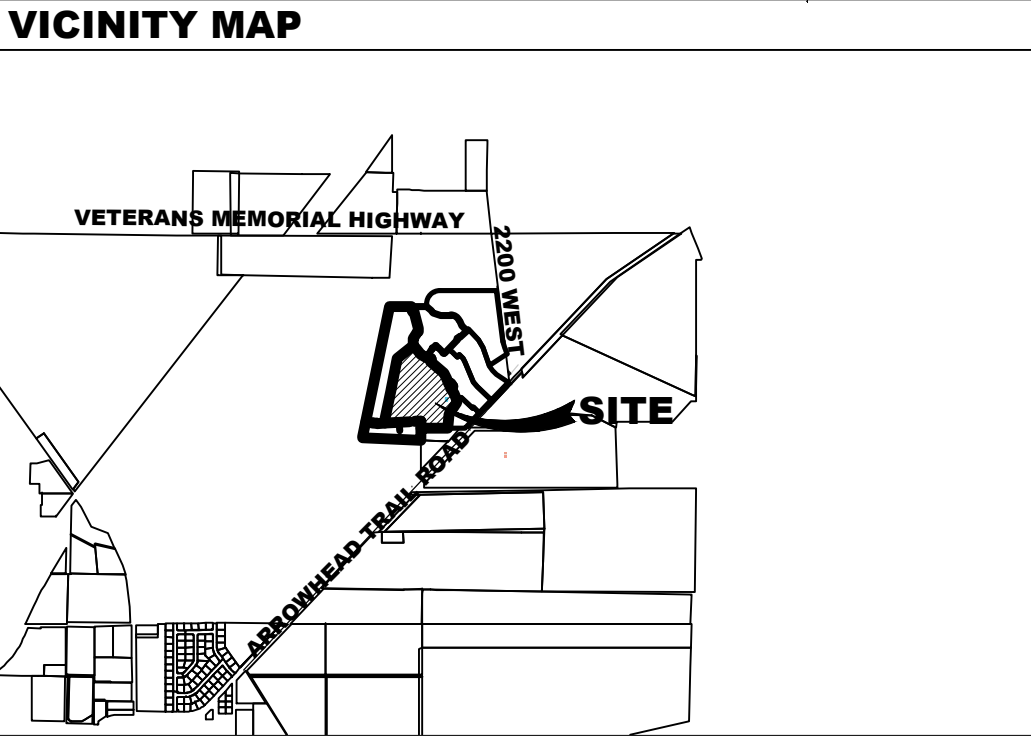 VICINITY MAP
VETERANS MEMORIAL HIGHWAY
2200 WEST
SITE
ARROWHEAD TRAIL ROAD